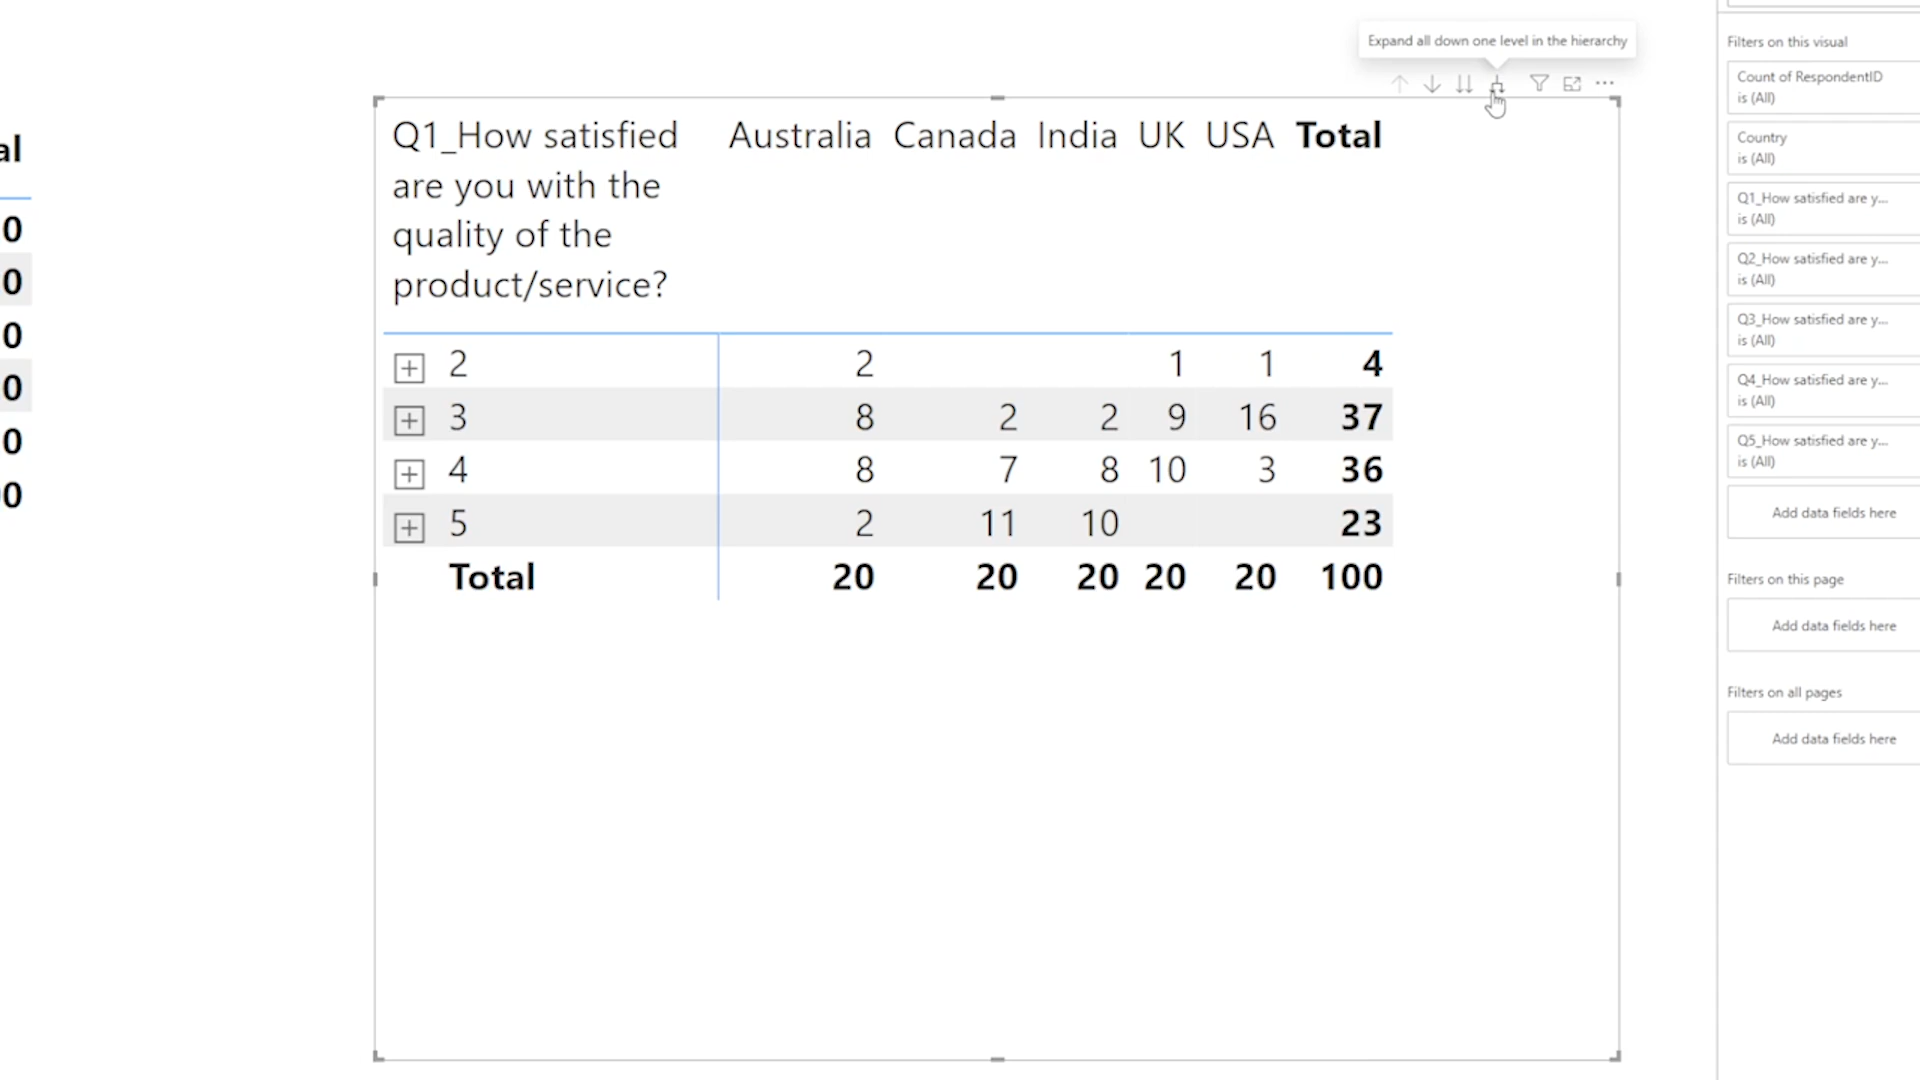 Expand all down one level in the hierarchy
al
0
0
0
0
0
0
Q1_How satisfied
are you with the
quality of the
product/service?
Australia Canada India UK USA Total
2 2 1 1 4
3 8 2 2 9 16 37
4 8 7 8 10 3 36
5 2 11 10 23
Total 20 20 20 20 20 100
Filters on this visual
Count of RespondentID
is (All)
Country
is (All)
Q1_How satisfied are y...
is (All)
Q2_How satisfied are y...
is (All)
Q3_How satisfied are y...
is (All)
Q4_How satisfied are y...
is (All)
Q5_How satisfied are y...
is (All)
Add data fields here
Filters on this page
Add data fields here
Filters on all pages
Add data fields here